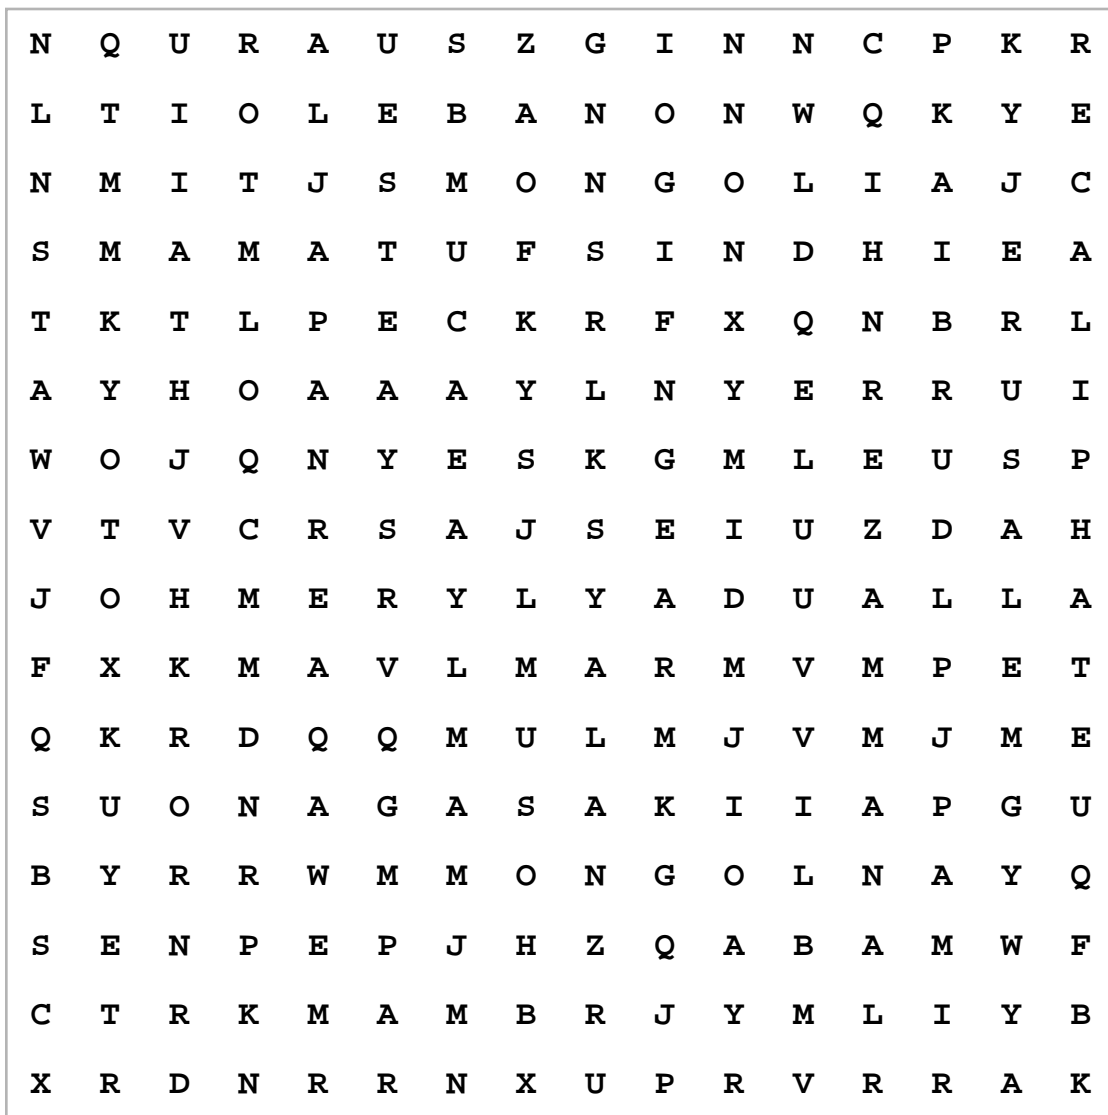 N Q U R A U S Z G I N N C P K R
L T I O L E B A N O N W Q K Y E
N M I T J S M O N G O L I A J C
S M A M A T U F S I N D H I E A
T K T L P E C K R F X Q N B R L
A Y H O A A A Y L N Y E R R U I
W O J Q N Y E S K G M L E U S P
V T V C R S A J S E I U Z D A H
J O H M E R Y L Y A D U A L L A
F X K M A V L M A R M V M P E T
Q K R D Q Q M U L M J V M J M E
S U O N A G A S A K I I A P G U
B Y R R W M M O N G O L N A Y Q
S E N P E P J H Z Q A B A M W F
C T R K M A M B R J Y M L I Y B
X R D N R R N X U P R V R R A K